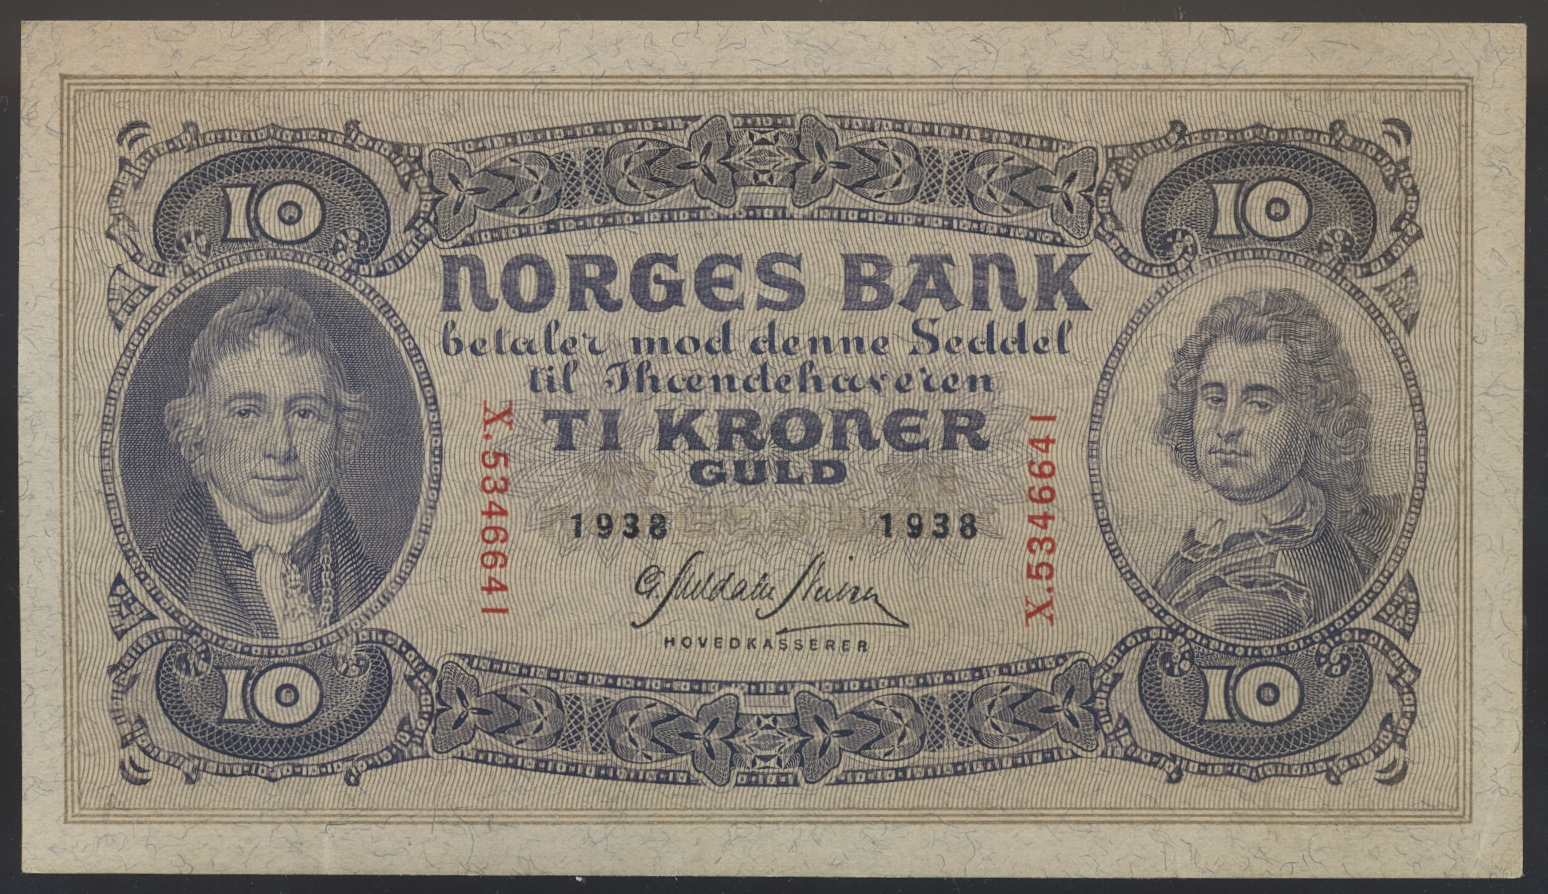 10
10
NORGES BANK
betaler mod denne Seddel
til Ihændehaveren
TI KRONER
GULD
X.5346641
X.5346641
1938 1938
HOVEDKASSERER
10
10